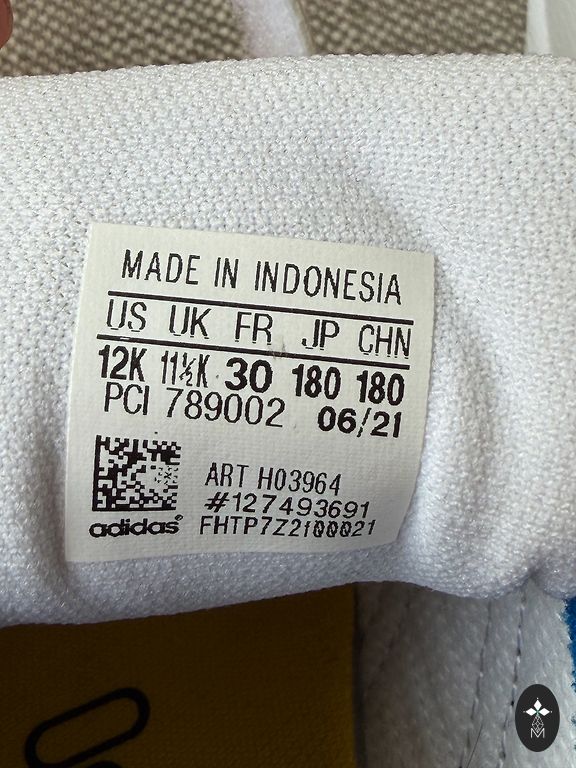 MADE IN INDONESIA
US UK FR JP CHN
12K 11½K 30 180 180
PCI 789002 06/21
ART H03964
#127493691
adidas FHTP7Z2100021
M